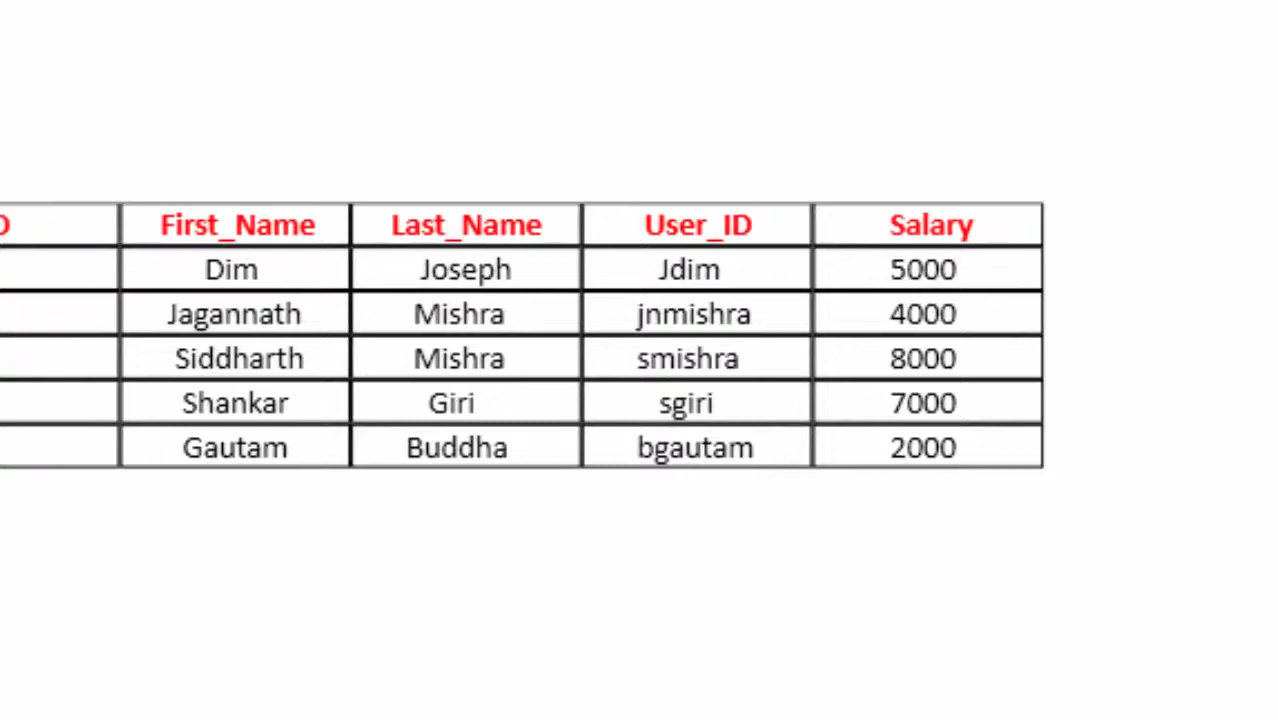 First_Name Last_Name User_ID Salary
Dim Joseph Jdim 5000
Jagannath Mishra jnmishra 4000
Siddharth Mishra smishra 8000
Shankar Giri sgiri 7000
Gautam Buddha bgautam 2000